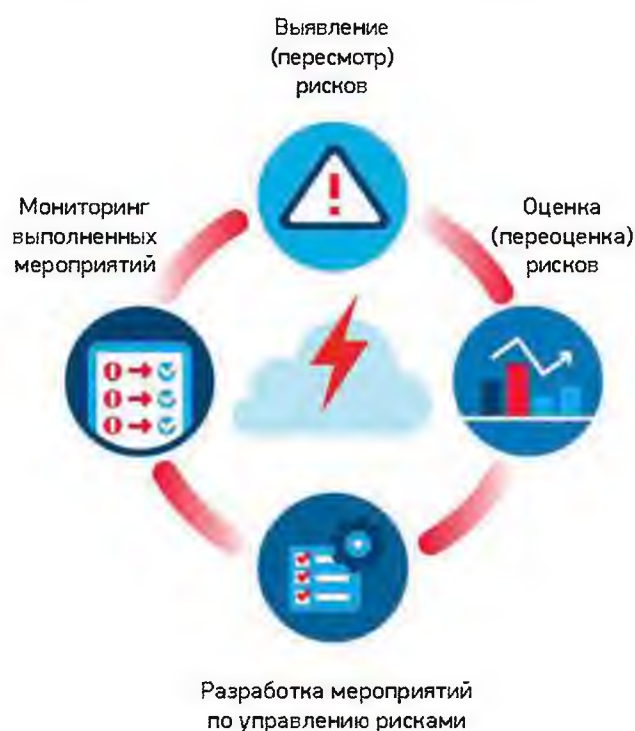 Выявление
(пересмотр)
рисков
Мониторинг
выполненных
мероприятий
Оценка
(переоценка)
рисков
Разработка мероприятий
по управлению рисками